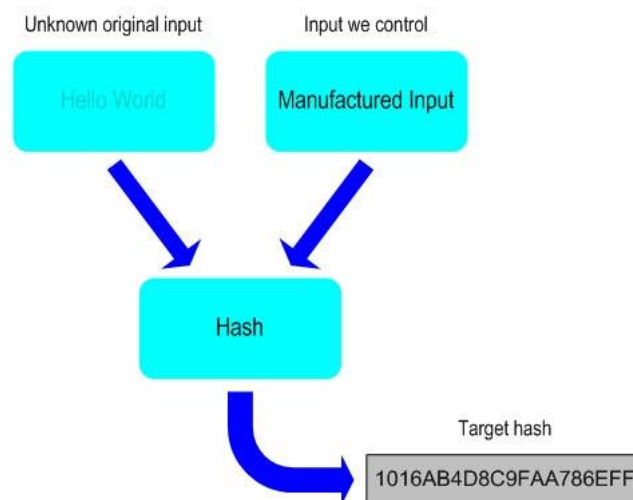 Unknown original input
Input we control
Hello World
Manufactured Input
Hash
Target hash
1016AB4D8C9FAA786EFF